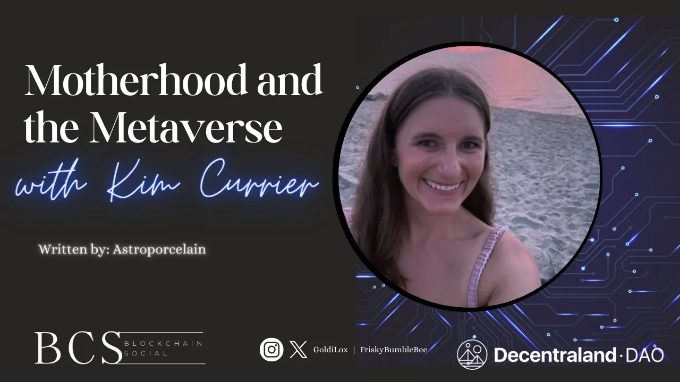 Motherhood and
the Metaverse
with Kim Currier
Written by: Astroporcelain
BCS BLOCKCHAIN
SOCIAL
GoldiLox | FriskyBumbleBee
Decentraland·DAO